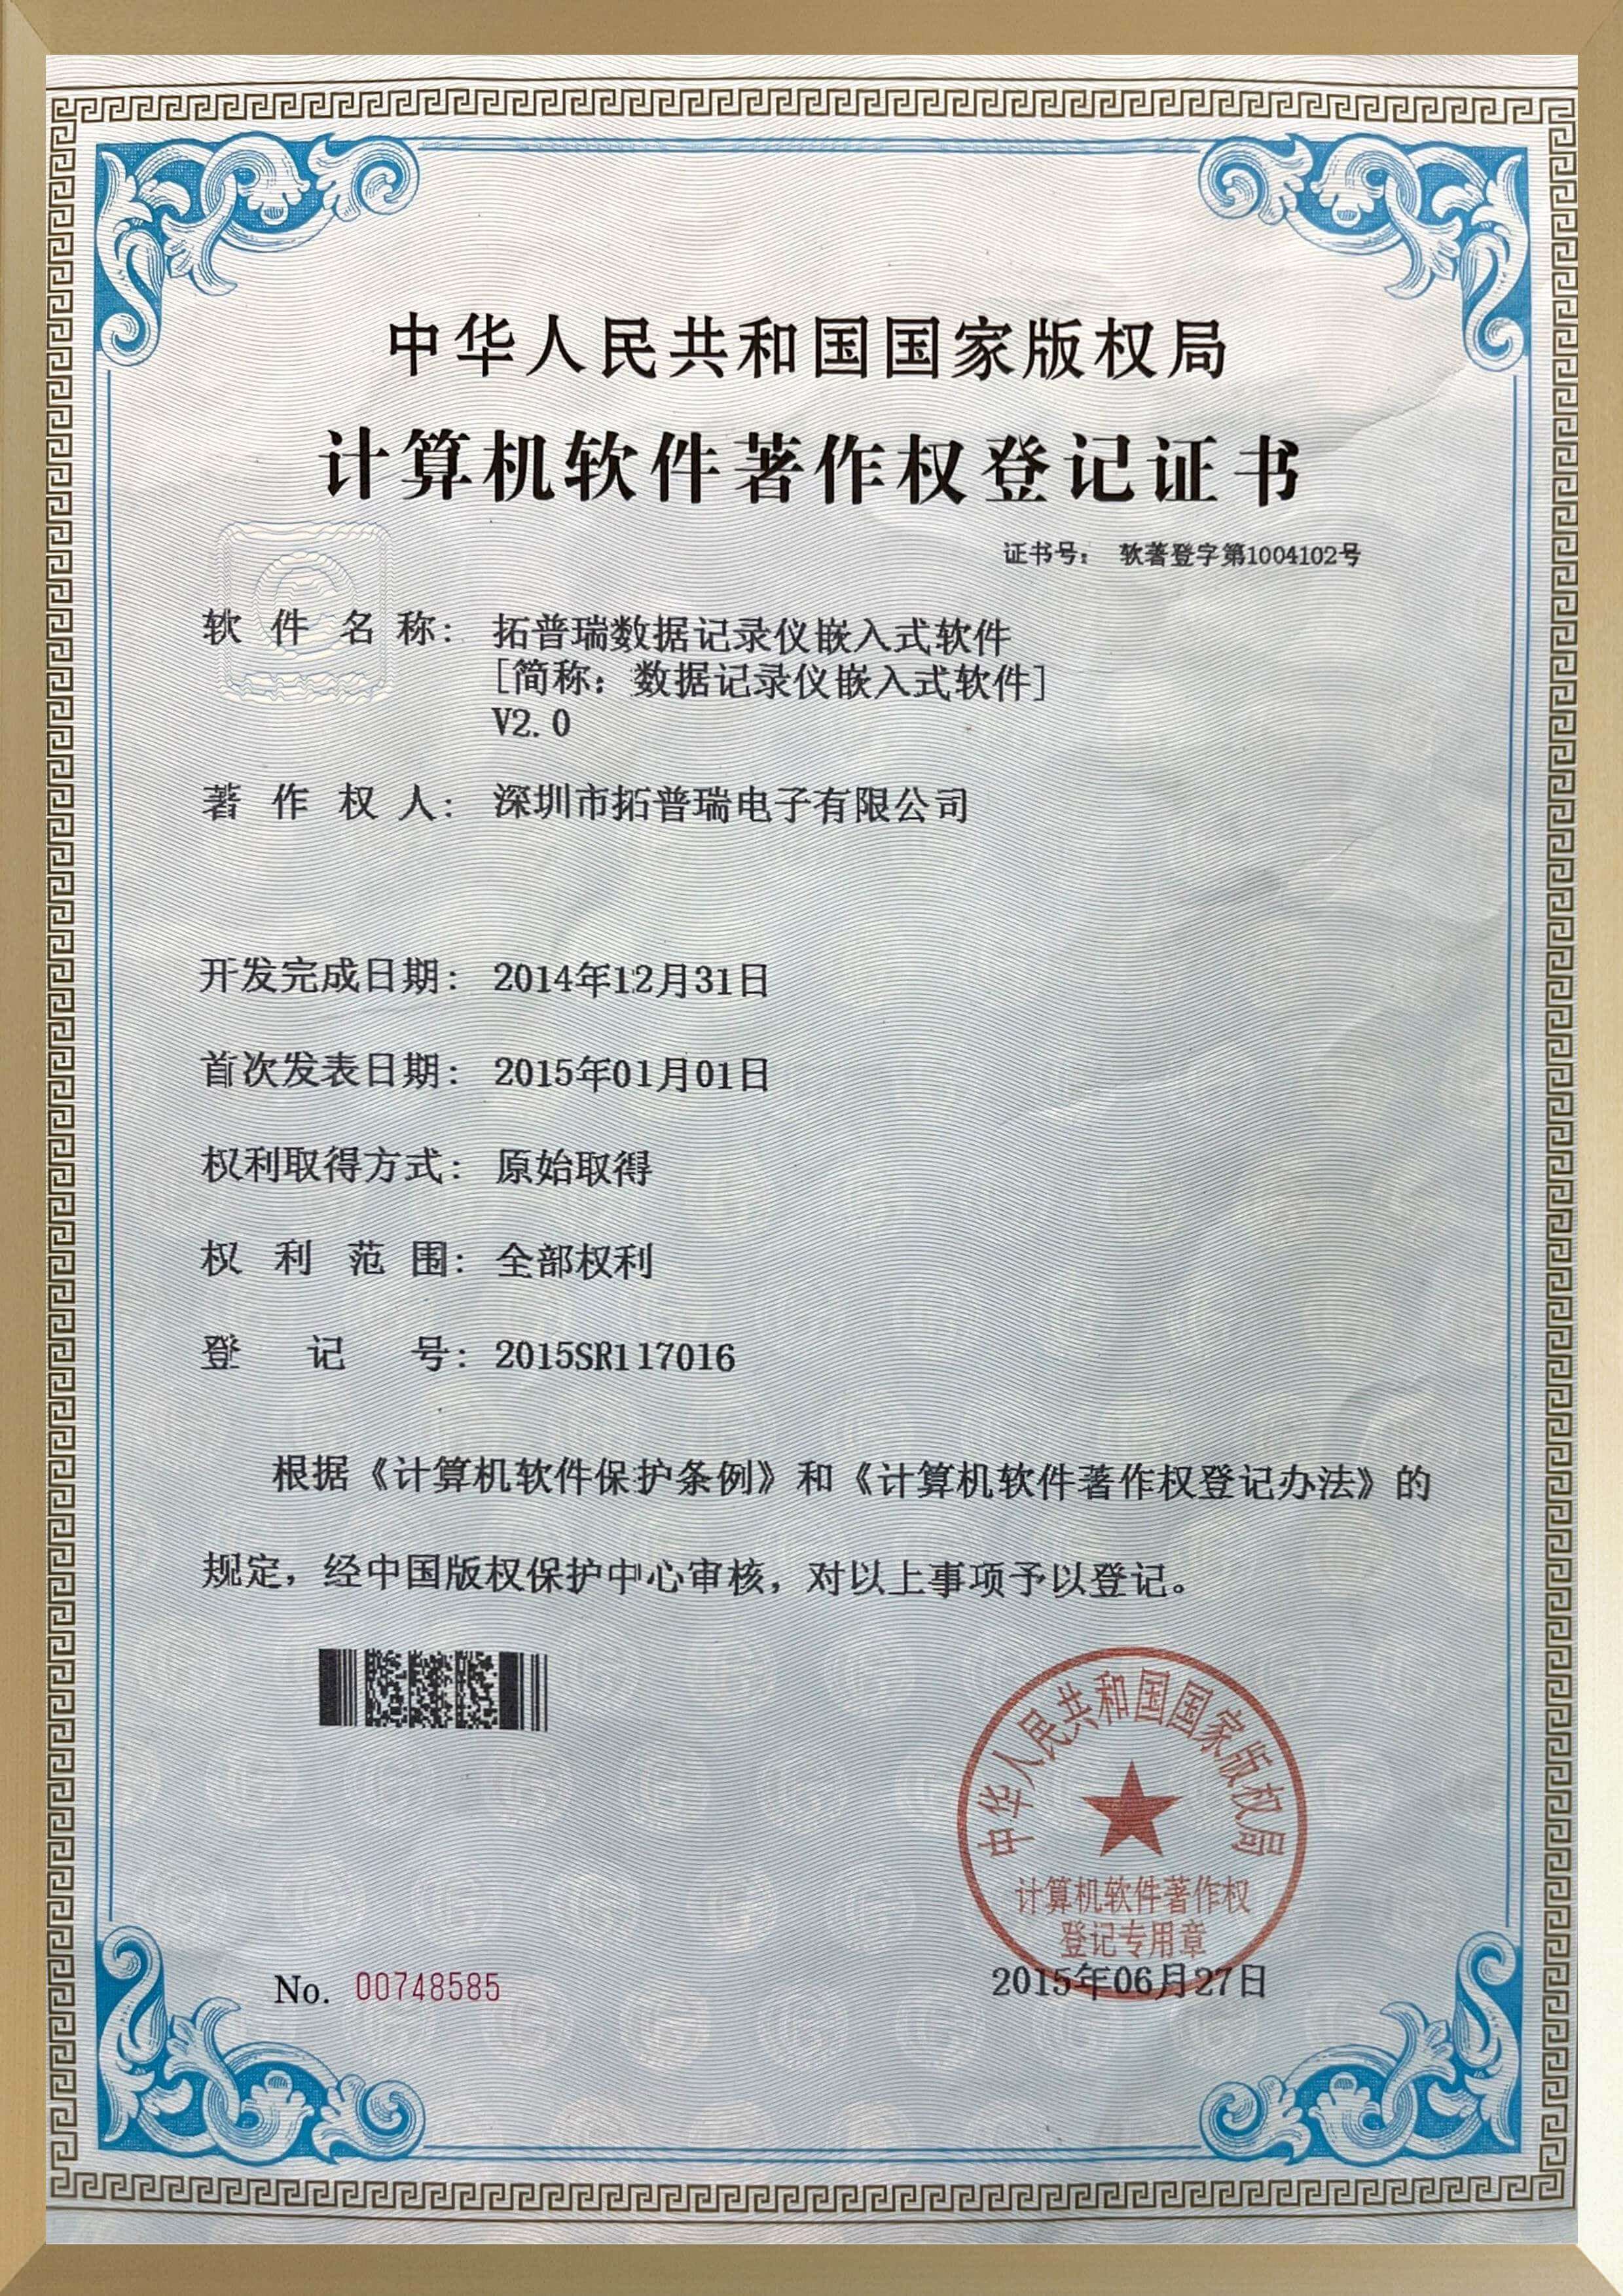 中华人民共和国国家版权局
计算机软件著作权登记证书
证书号： 软著登字第1004102号
软件名称： 拓普瑞数据记录仪嵌入式软件
[简称：数据记录仪嵌入式软件]
V2.0
著作权人： 深圳市拓普瑞电子有限公司
开发完成日期： 2014年12月31日
首次发表日期： 2015年01月01日
权利取得方式： 原始取得
权利范围： 全部权利
登记号： 2015SR117016
根据《计算机软件保护条例》和《计算机软件著作权登记办法》的
规定，经中国版权保护中心审核，对以上事项予以登记。
中华人民共和国国家版权局
计算机软件著作权
登记专用章
No. 00748585
2015年06月27日